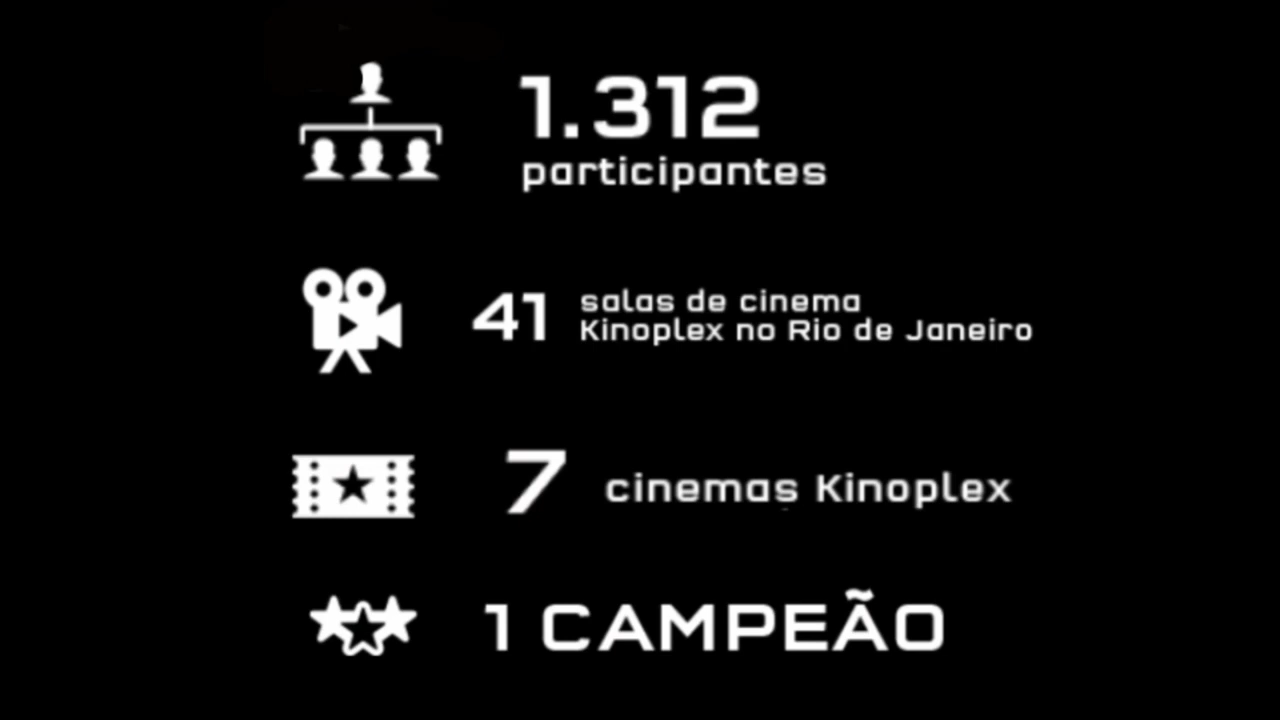 1.312
participantes
41 salas de cinema
Kinoplex no Rio de Janeiro
7 cinemas Kinoplex
1 CAMPEÃO